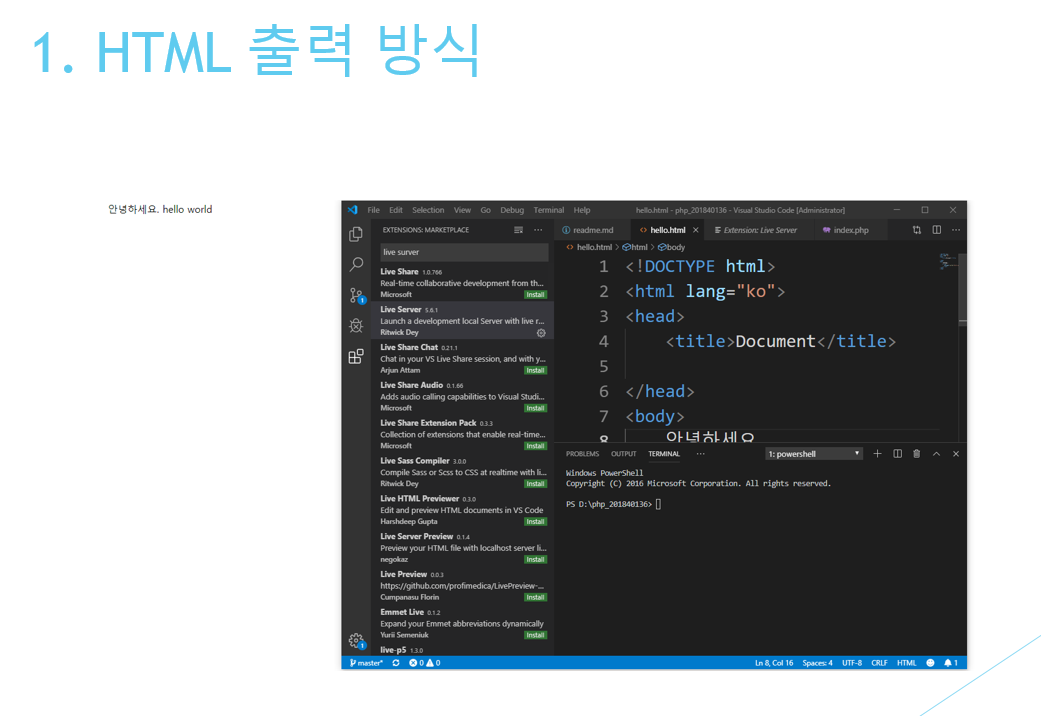 1. HTML 출력 방식
안녕하세요. hello world
File Edit Selection View Go Debug Terminal Help hello.html - php_201840136 - Visual Studio Code [Administrator]
EXTENSIONS: MARKETPLACE
live surver
Live Share 1.0.766
Real-time collaborative development from th...
Microsoft Install
Live Server 5.6.1
Launch a development local Server with live r...
Ritwick Dey
Live Share Chat 0.21.1
Chat in your VS Live Share session, and with y...
Arjun Attam Install
Live Share Audio 0.1.66
Adds audio calling capabilities to Visual Studi...
Microsoft Install
Live Share Extension Pack 0.3.3
Collection of extensions that enable real-time...
Microsoft Install
Live Sass Compiler 3.0.0
Compile Sass or Scss to CSS at realtime with li...
Ritwick Dey Install
Live HTML Previewer 0.3.0
Edit and preview HTML documents in VS Code
Harshdeep Gupta Install
Live Server Preview 0.1.4
Preview your HTML file with localhost server li...
negokaz Install
Live Preview 0.0.3
https://github.com/profimedica/LivePreview-...
Cumpanasu Florin Install
Emmet Live 0.1.2
Expand your Emmet abbreviations dynamically
Yurii Semeniuk Install
live-p5 1.3.0
readme.md hello.html Extension: Live Server index.php
hello.html > html > body
1 <!DOCTYPE html>
2 <html lang="ko">
3 <head>
4 <title>Document</title>
5
6 </head>
7 <body>
8 안녕하세요
PROBLEMS OUTPUT TERMINAL ... 1: powershell
Windows PowerShell
Copyright (C) 2016 Microsoft Corporation. All rights reserved.
PS D:\php_201840136>
1
1
master* 0 0 Ln 8, Col 16 Spaces: 4 UTF-8 CRLF HTML 1